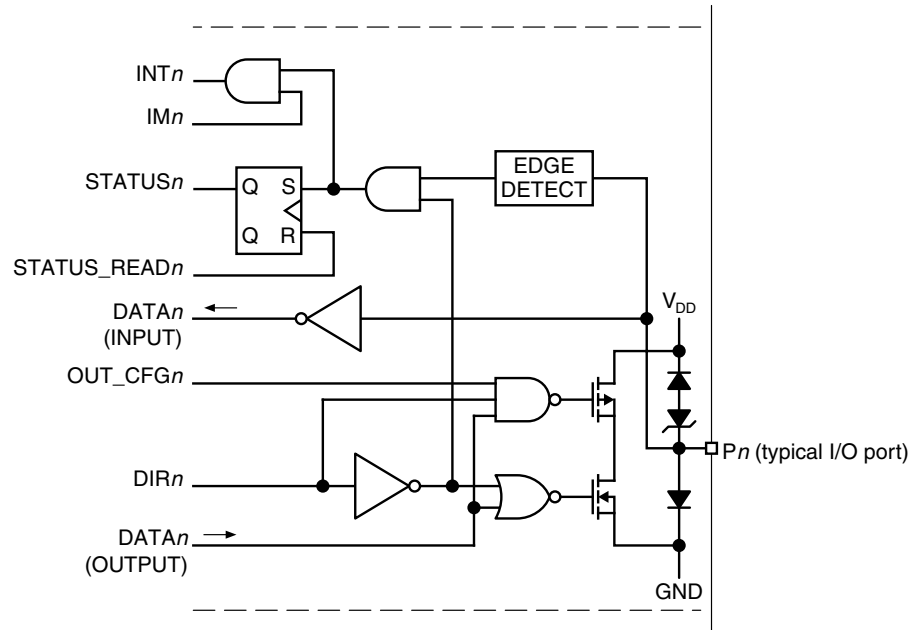 INTn
IMn
STATUSn
Q S
Q R
EDGE
DETECT
STATUS_READn
DATAn
(INPUT)
VDD
OUT_CFGn
Pn (typical I/O port)
DIRn
DATAn
(OUTPUT)
GND